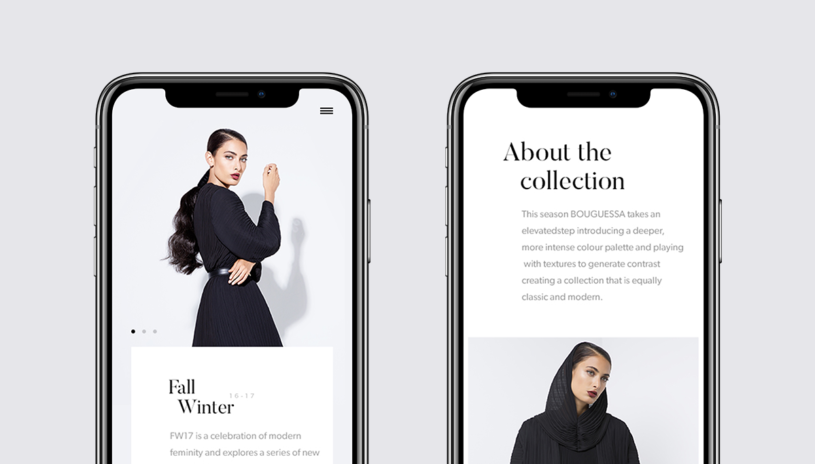 Fall
16-17
Winter
FW17 is a celebration of modern
feminity and explores a series of new
About the
collection
This season BOUGUESSA takes an
elevatedstep introducing a deeper,
more intense colour palette and playing
with textures to generate contrast
creating a collection that is equally
classic and modern.